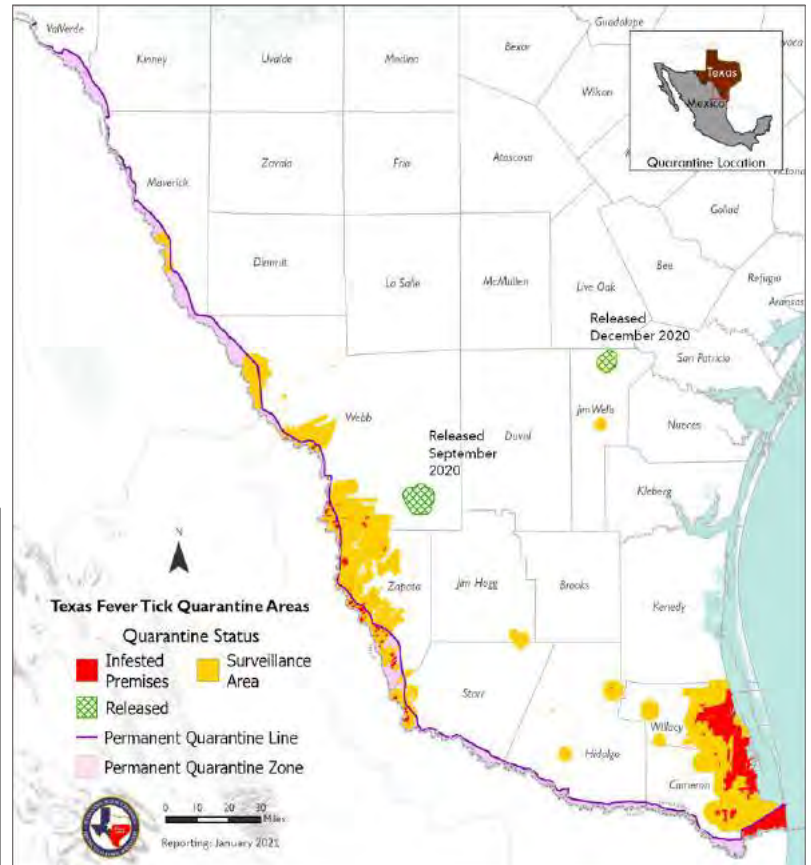 ValVerde
Kinney
Uvalde
Medina
Bexar
Guadalupe
Wilson
Texas
Mexico
Quarantine Location
Maverick
Zavala
Frio
Atascosa
Goliad
Dimmit
La Salle
McMullen
Live Oak
Bee
Refugio
Aransas
Released
December 2020
San Patricio
Webb
Duval
Jim Wells
Nueces
Released
September
2020
Kleberg
N
Zapata
Jim Hogg
Brooks
Kenedy
Texas Fever Tick Quarantine Areas
Quarantine Status
Infested
Premises
Surveillance
Area
Released
Permanent Quarantine Line
Permanent Quarantine Zone
Starr
Hidalgo
Willacy
Cameron
0 10 20 30
Miles
Reporting: January 2021